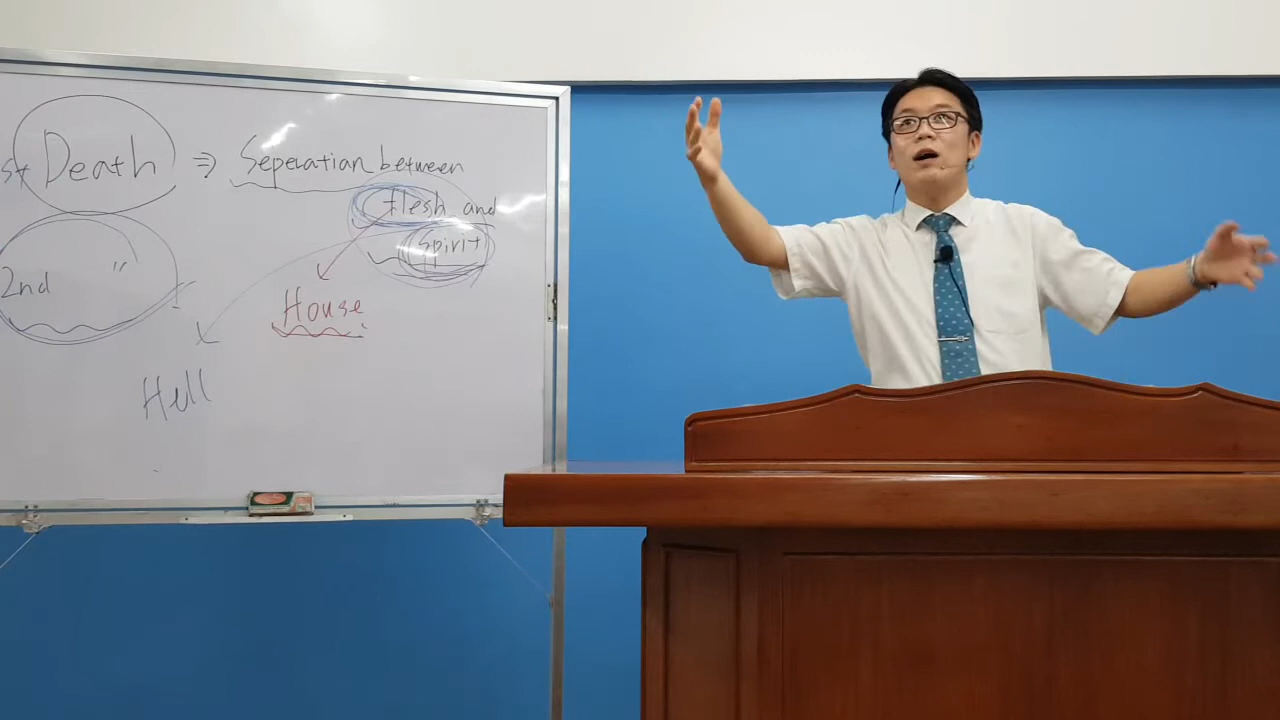 st Death ⇒ Seperation between
Flesh and
Spirit
2nd "
House
Hell